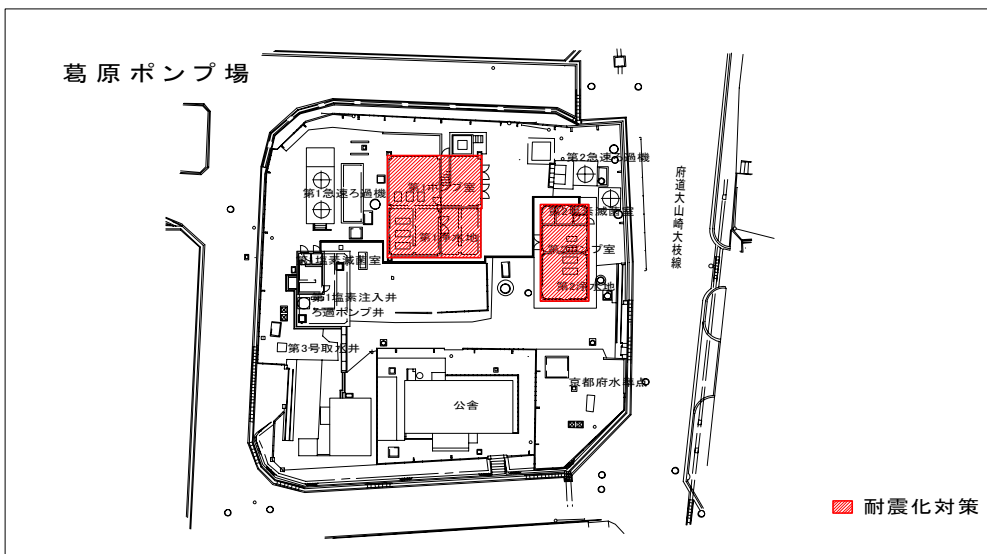 葛原ポンプ場
第2急速ろ過機
第1急速ろ過機
第1ポンプ室
府道大山崎大枝線
第2塩素滅菌室
第1浄水池
第2ポンプ室
第1塩素滅菌室
第2浄水池
第1塩素注入井
ろ過ポンプ井
第3号取水井
京都府水準点
公舎
耐震化対策